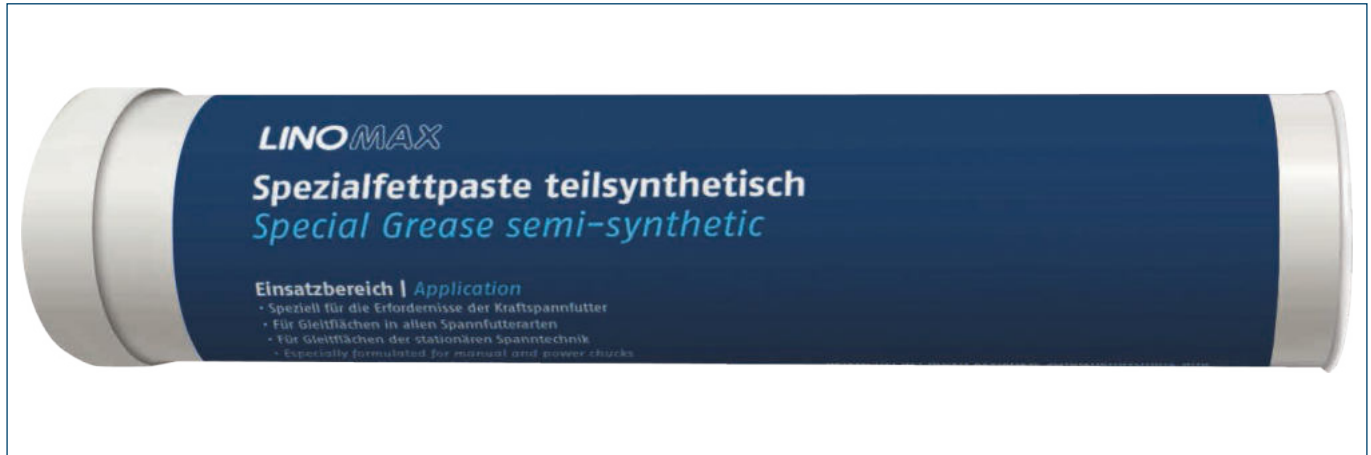 LINOMAX
Spezialfettpaste teilsynthetisch
Special Grease semi-synthetic
Einsatzbereich | Application
• Speziell für die Erfordernisse der Kraftspannfutter
• Für Gleitflächen in allen Spannfutterarten
• Für Gleitflächen der stationären Spanntechnik
• Especially formulated for manual and power chucks